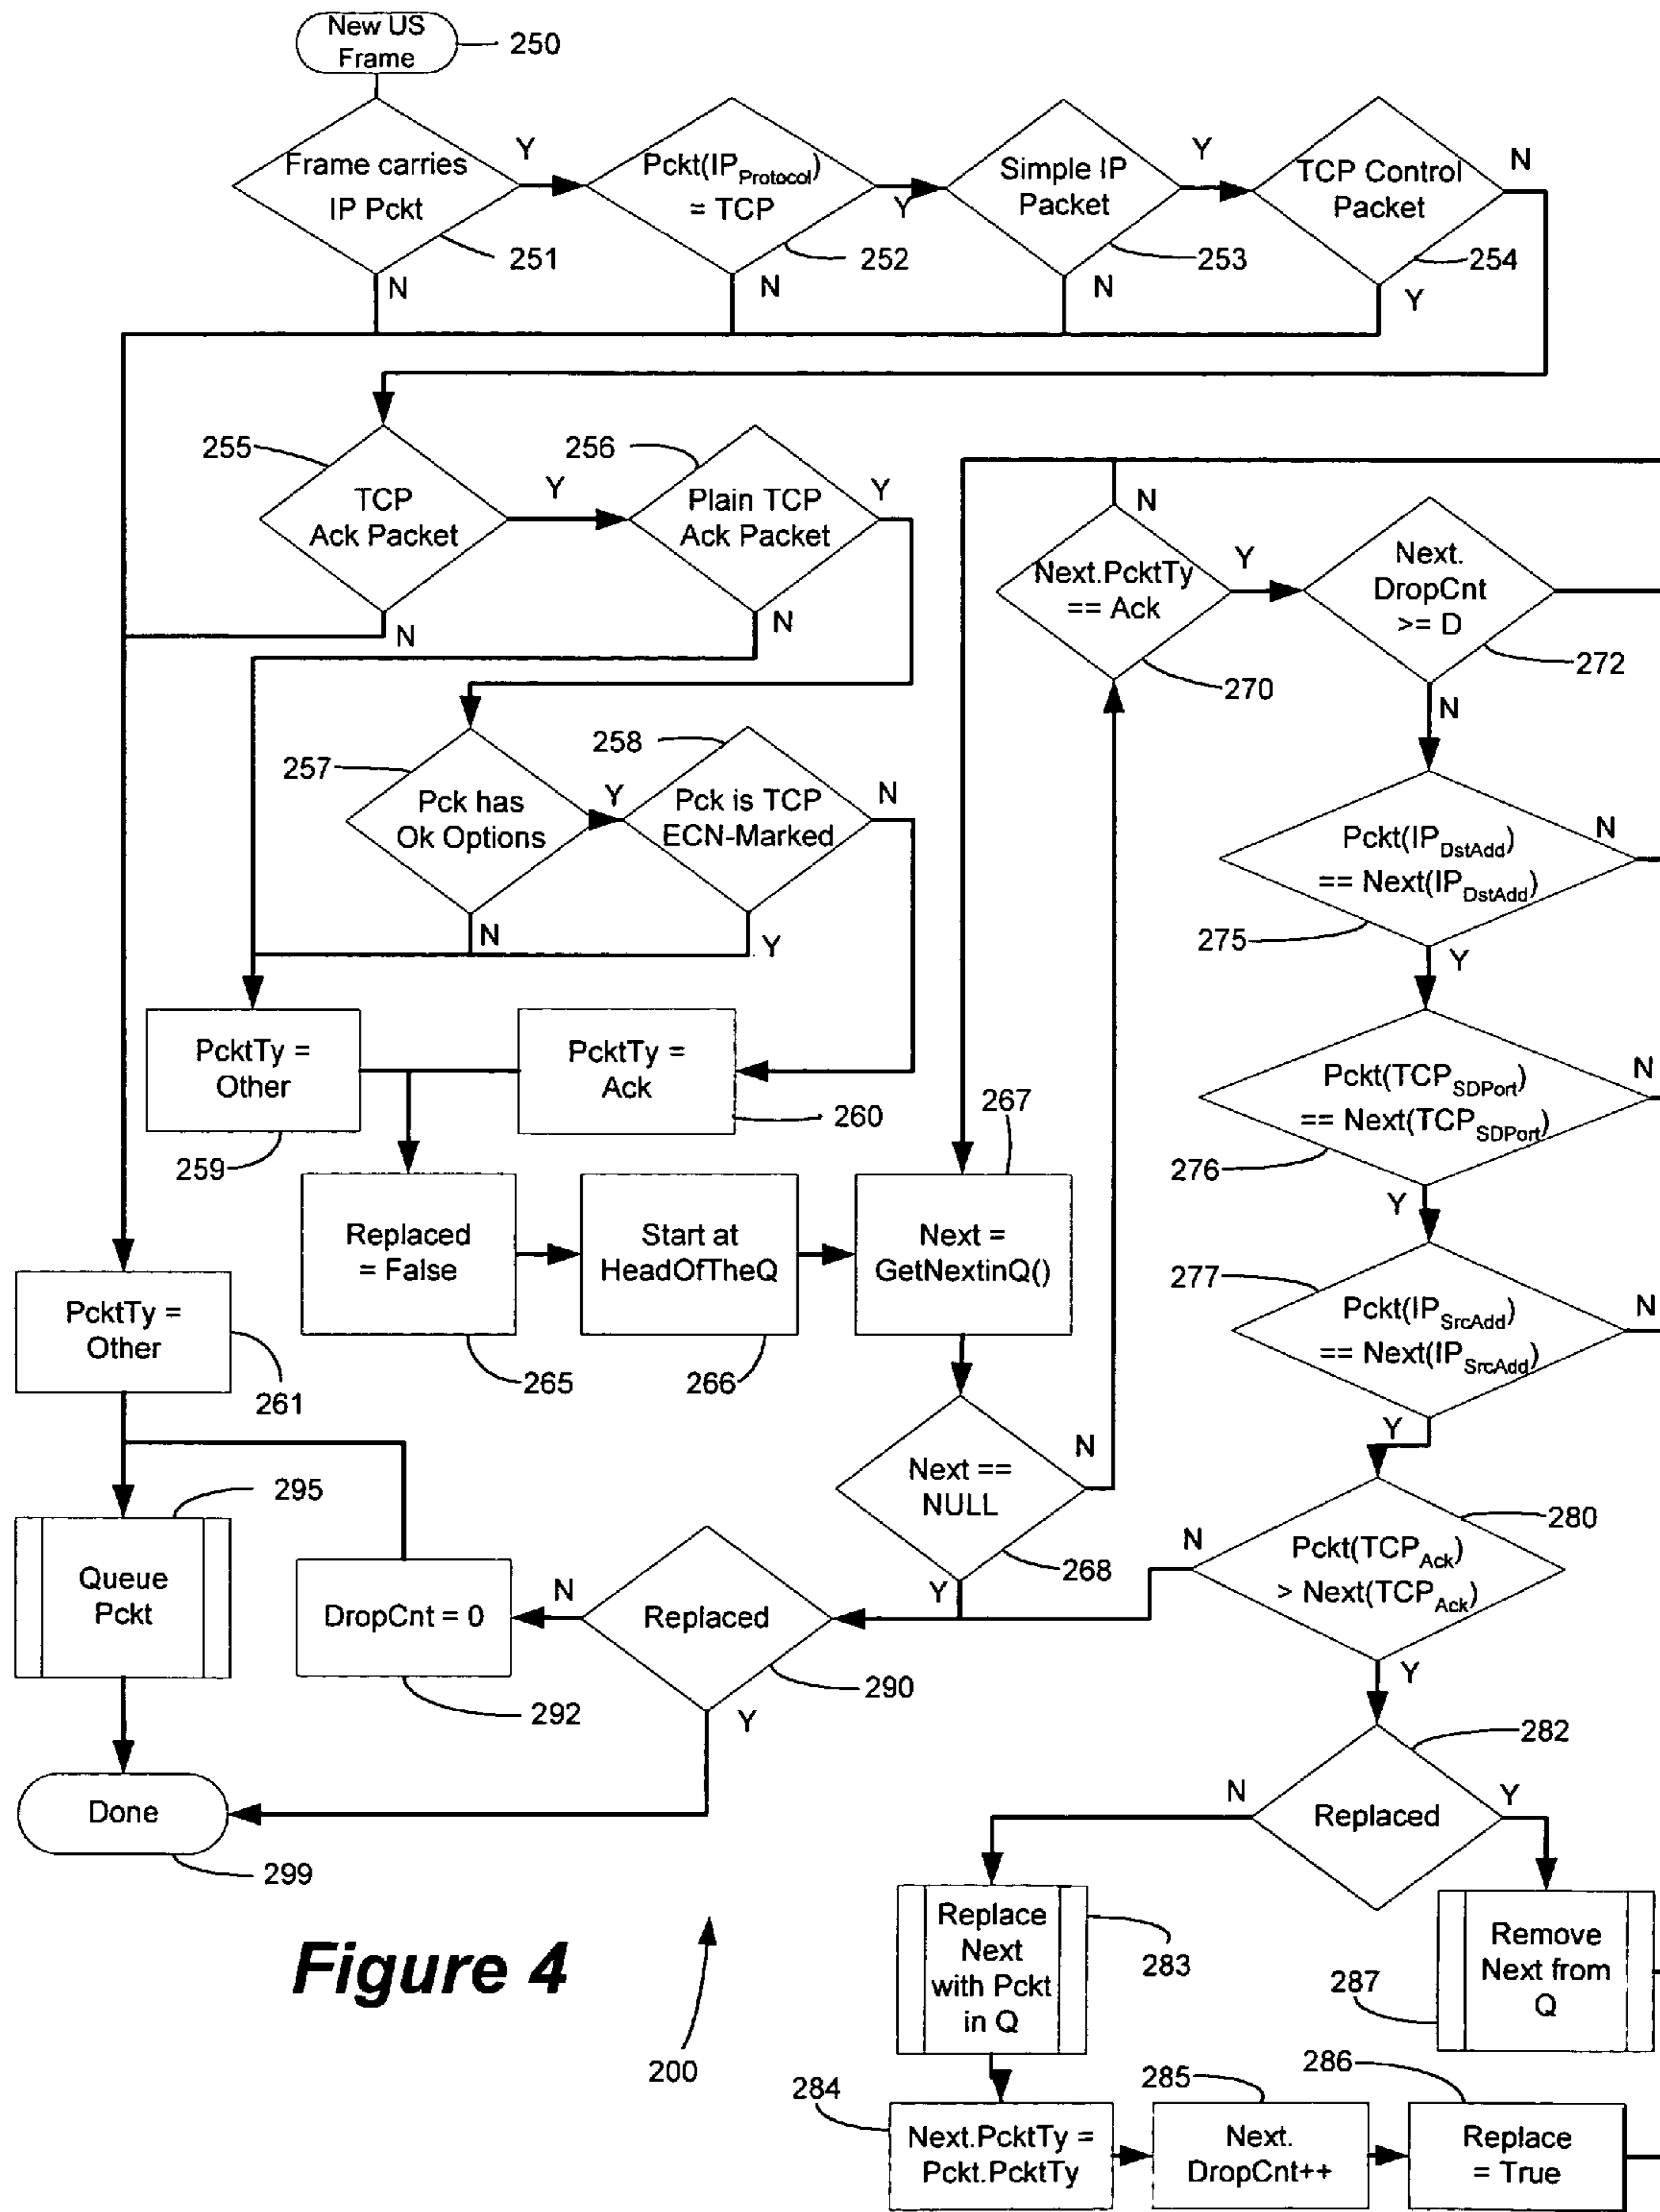 New US
Frame
250
Frame carries
IP Pckt
Y
251
N
Pckt(IPProtocol)
= TCP
Y
252
N
Simple IP
Packet
Y
253
N
TCP Control
Packet
N
254
Y
255
TCP
Ack Packet
Y
N
256
Plain TCP
Ack Packet
Y
N
257
Pck has
Ok Options
Y
N
258
Pck is TCP
ECN-Marked
N
Y
PcktTy =
Other
259
PcktTy =
Ack
260
PcktTy =
Other
261
Replaced
= False
265
Start at
HeadOfTheQ
266
267
Next =
GetNextinQ()
Next ==
NULL
N
268
Y
N
Next.PcktTy
== Ack
Y
270
Next.
DropCnt
>= D
272
N
Pckt(IPDstAdd)
== Next(IPDstAdd)
N
275
Y
Pckt(TCPSDPort)
== Next(TCPSDPort)
N
276
Y
277
Pckt(IPSrcAdd)
== Next(IPSrcAdd)
N
Y
280
N
Pckt(TCPAck)
> Next(TCPAck)
Y
282
N
Replaced
Y
Replace
Next
with Pckt
in Q
283
Remove
Next from
Q
287
284
Next.PcktTy =
Pckt.PcktTy
285
Next.
DropCnt++
286
Replace
= True
Replaced
N
290
Y
DropCnt = 0
292
295
Queue
Pckt
Done
299
Figure 4
200